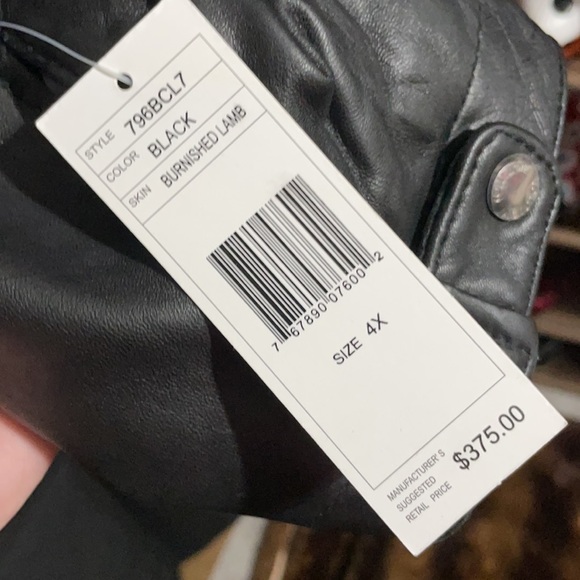 STYLE 796BCL7
COLOR BLACK
SKIN BURNISHED LAMB
7 67890 07600 2
SIZE 4X
MANUFACTURER'S
SUGGESTED
RETAIL PRICE
$375.00